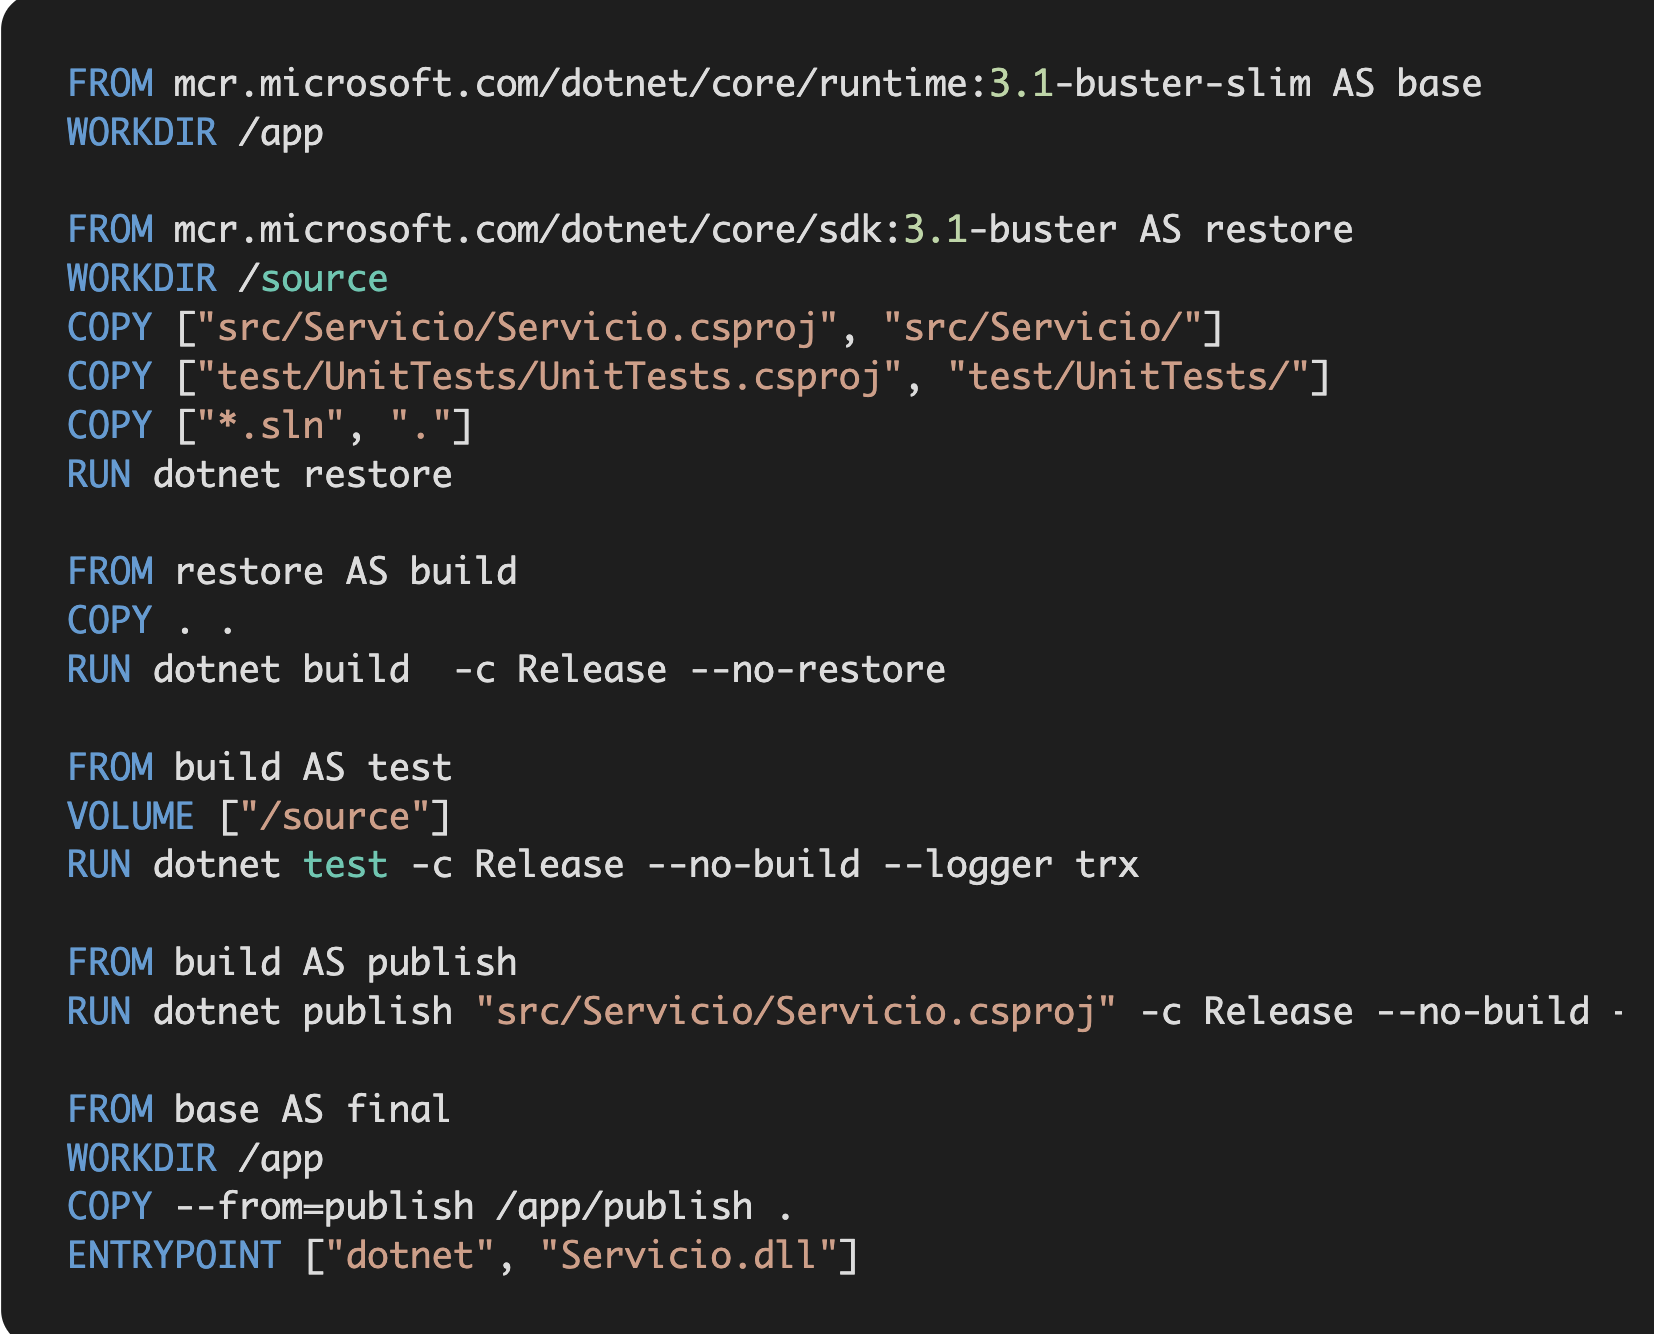 FROM mcr.microsoft.com/dotnet/core/runtime:3.1-buster-slim AS base
WORKDIR /app
FROM mcr.microsoft.com/dotnet/core/sdk:3.1-buster AS restore
WORKDIR /source
COPY ["src/Servicio/Servicio.csproj", "src/Servicio/"]
COPY ["test/UnitTests/UnitTests.csproj", "test/UnitTests/"]
COPY ["*.sln", "."]
RUN dotnet restore
FROM restore AS build
COPY . .
RUN dotnet build  -c Release --no-restore
FROM build AS test
VOLUME ["/source"]
RUN dotnet test -c Release --no-build --logger trx
FROM build AS publish
RUN dotnet publish "src/Servicio/Servicio.csproj" -c Release --no-build -
FROM base AS final
WORKDIR /app
COPY --from=publish /app/publish .
ENTRYPOINT ["dotnet", "Servicio.dll"]